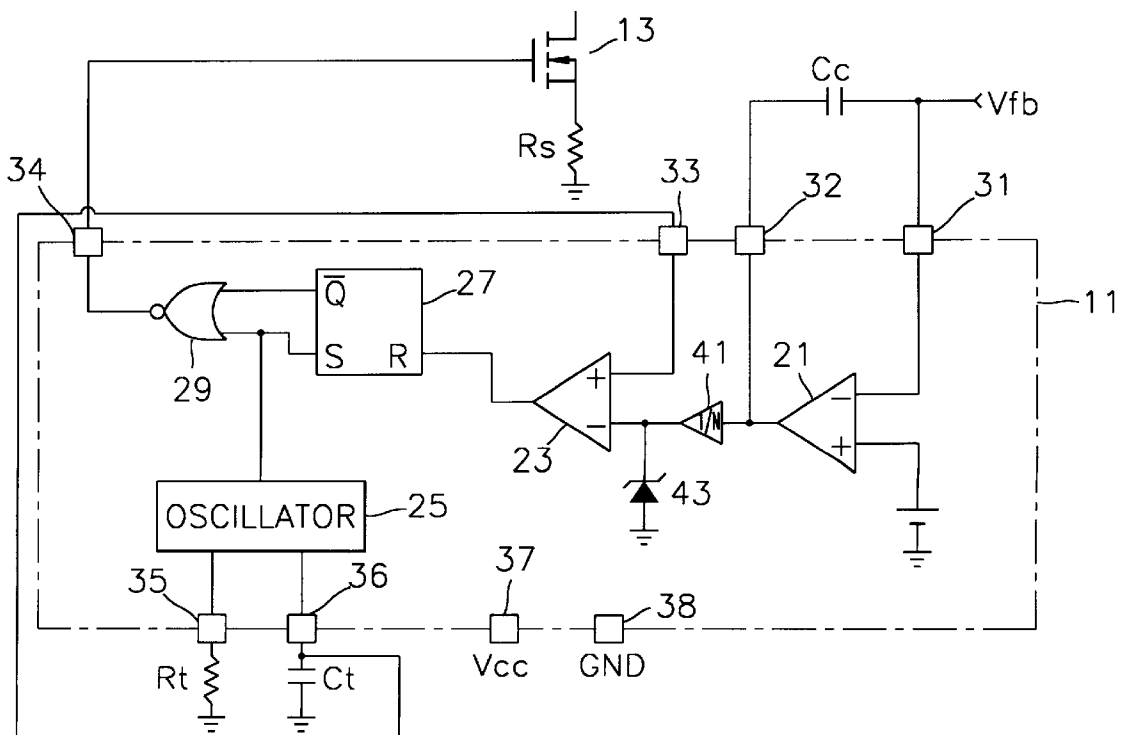 13
Cc
Vfb
Rs
34
33
32
31
Q̅
27
11
S
R
29
+
−
23
41
1/N
21
−
+
43
OSCILLATOR
25
35
36
37
38
Rt
Ct
Vcc
GND